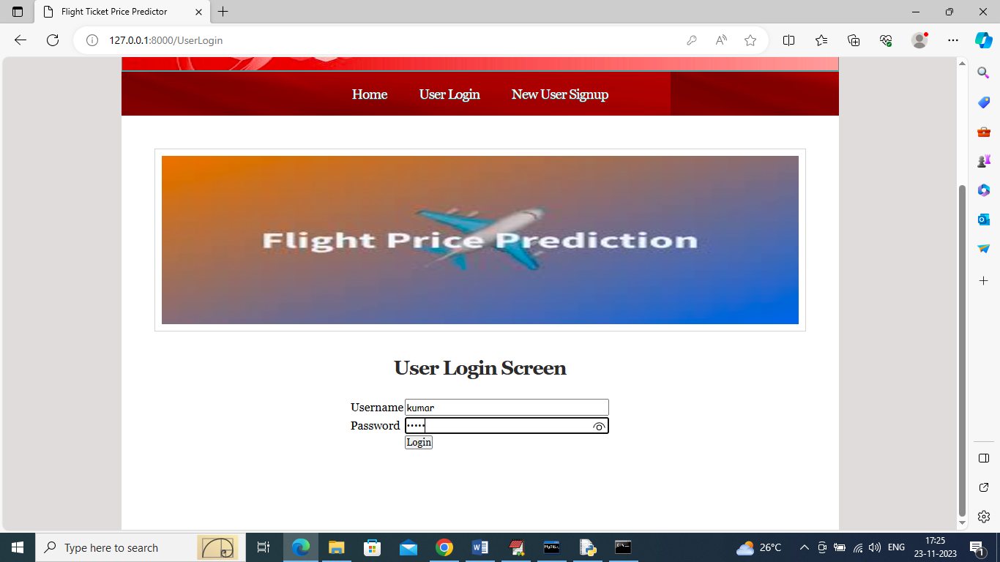 Flight Ticket Price Predictor
127.0.0.1:8000/UserLogin
Home User Login New User Signup
Flight Price Prediction
User Login Screen
Username kumar
Password •••••
Login
Type here to search
26°C
ENG
17:25
23-11-2023
1